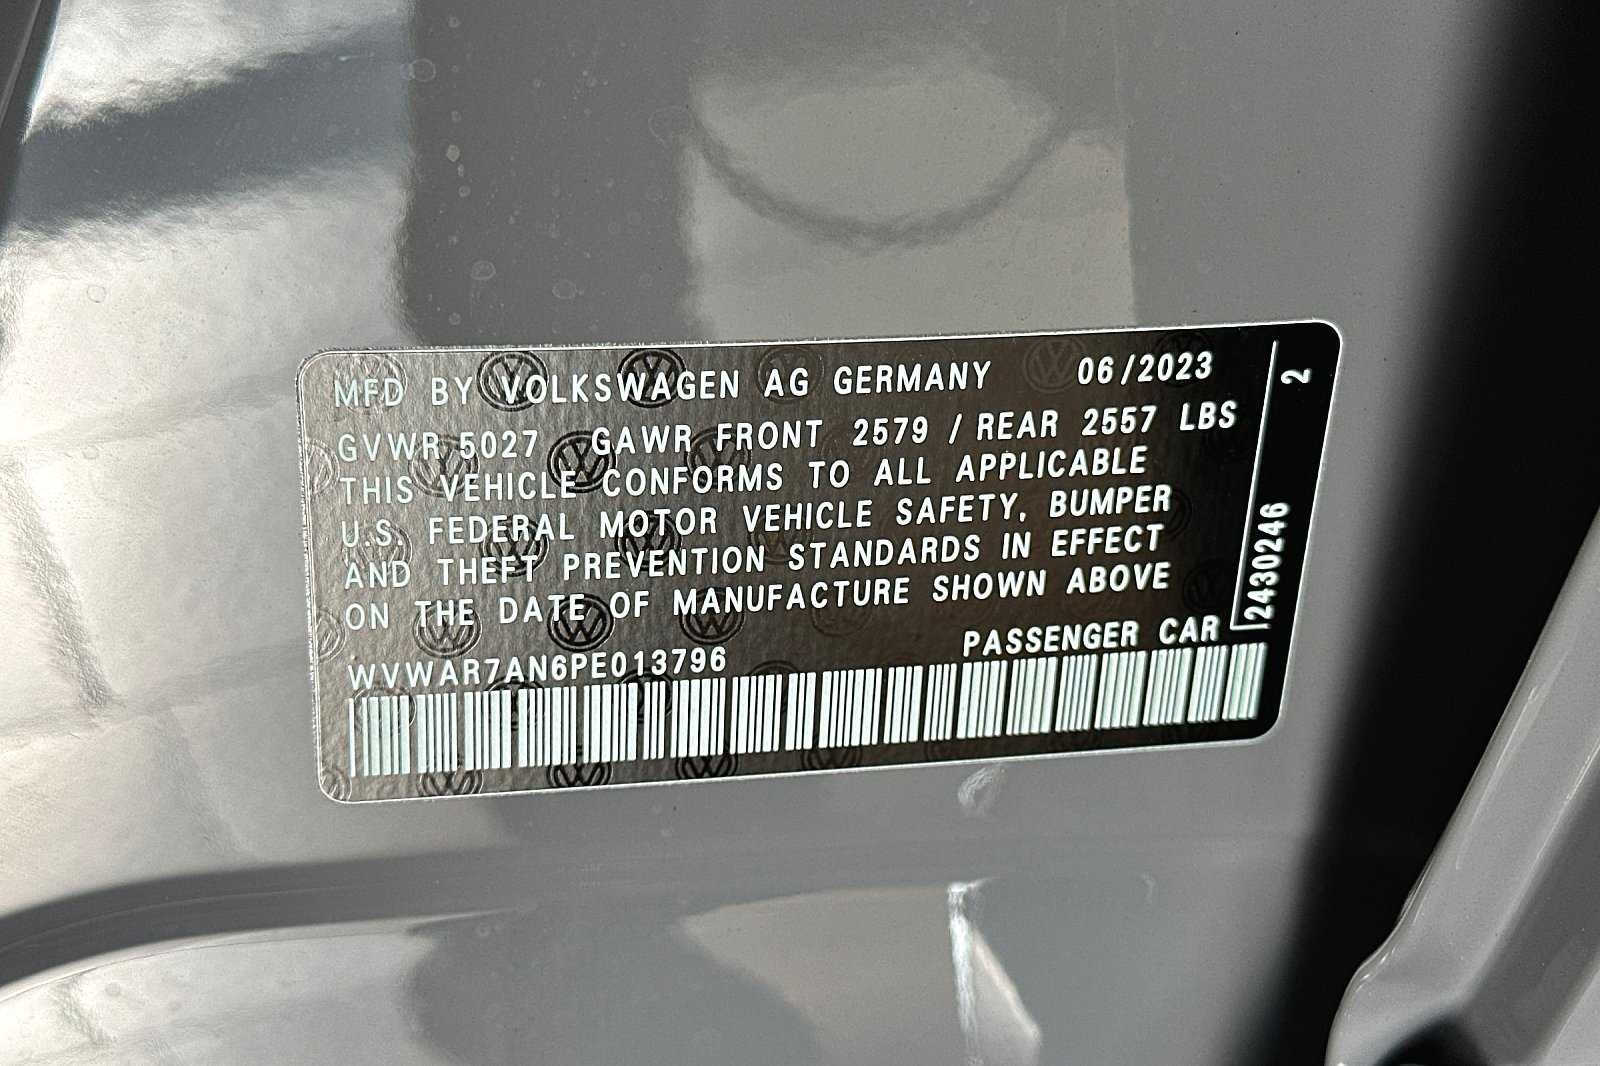 MFD BY VOLKSWAGEN AG GERMANY 06/2023
GVWR 5027 GAWR FRONT 2579 / REAR 2557 LBS
THIS VEHICLE CONFORMS TO ALL APPLICABLE
U.S. FEDERAL MOTOR VEHICLE SAFETY, BUMPER
AND THEFT PREVENTION STANDARDS IN EFFECT
ON THE DATE OF MANUFACTURE SHOWN ABOVE
PASSENGER CAR
WVWAR7AN6PE013796
2430246 2